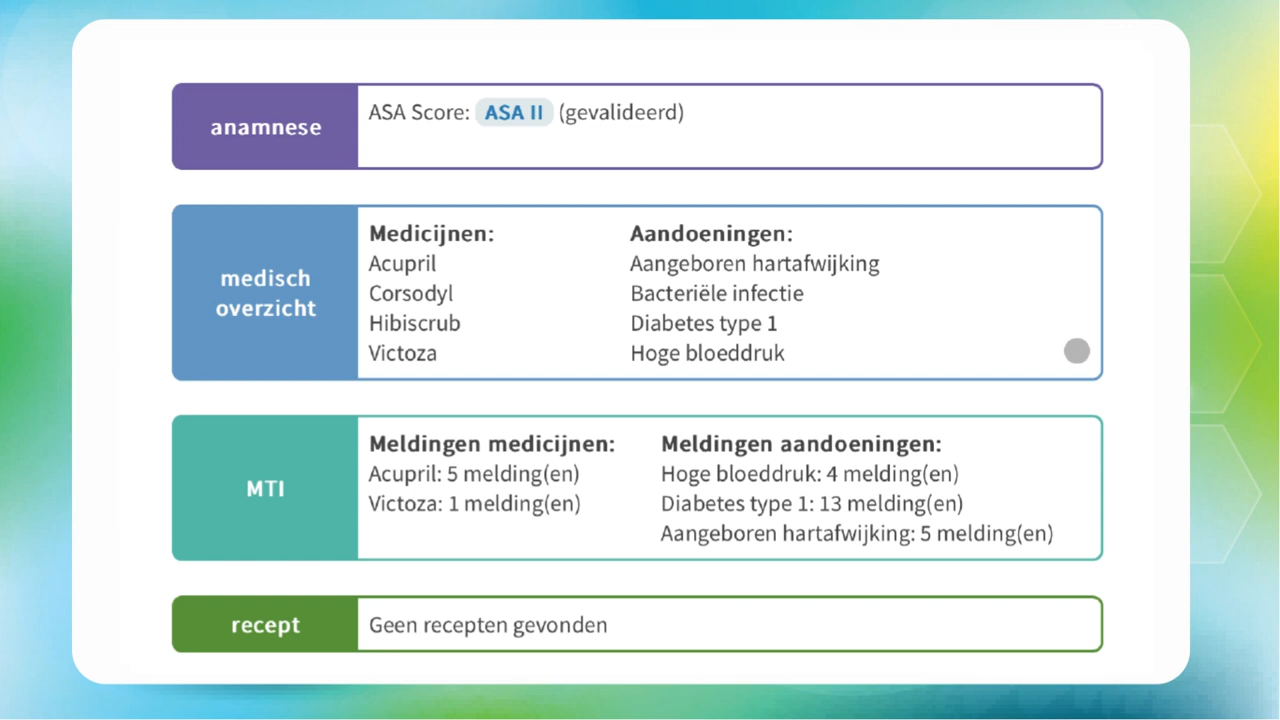 anamnese
ASA Score: ASA II (gevalideerd)
medisch
overzicht
Medicijnen:
Acupril
Corsodyl
Hibiscrub
Victoza
Aandoeningen:
Aangeboren hartafwijking
Bacteriële infectie
Diabetes type 1
Hoge bloeddruk
MTI
Meldingen medicijnen:
Acupril: 5 melding(en)
Victoza: 1 melding(en)
Meldingen aandoeningen:
Hoge bloeddruk: 4 melding(en)
Diabetes type 1: 13 melding(en)
Aangeboren hartafwijking: 5 melding(en)
recept
Geen recepten gevonden